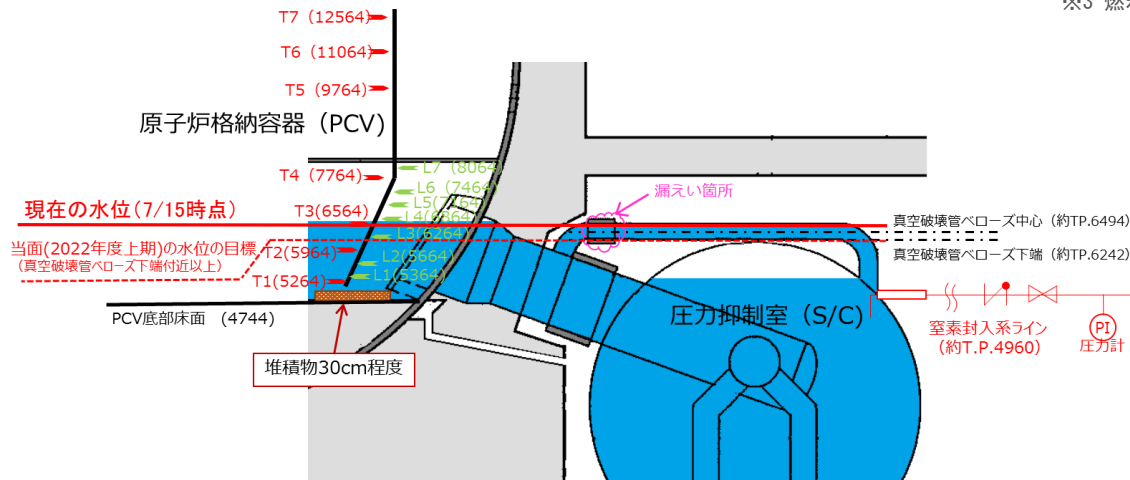 ※3
T7 (12564)
T6 (11064)
T5 (9764)
原子炉格納容器（PCV)
T4 (7764)
L7 (8064)
L6 (7464)
L5(7164)
L4(6864)
L3(6264)
L2(5664)
L1(5364)
漏えい箇所
現在の水位(7/15時点）
T3(6564)
当面(2022年度上期)の水位の目標
(真空破壊管ベローズ下端付近以上)
T2(5964)
T1(5264)
真空破壊管ベローズ中心（約TP.6494)
真空破壊管ベローズ下端（約TP.6242)
PCV底部床面 (4744)
圧力抑制室（S/C)
窒素封入系ライン
(約T.P.4960)
PI
圧力計
堆積物30cm程度